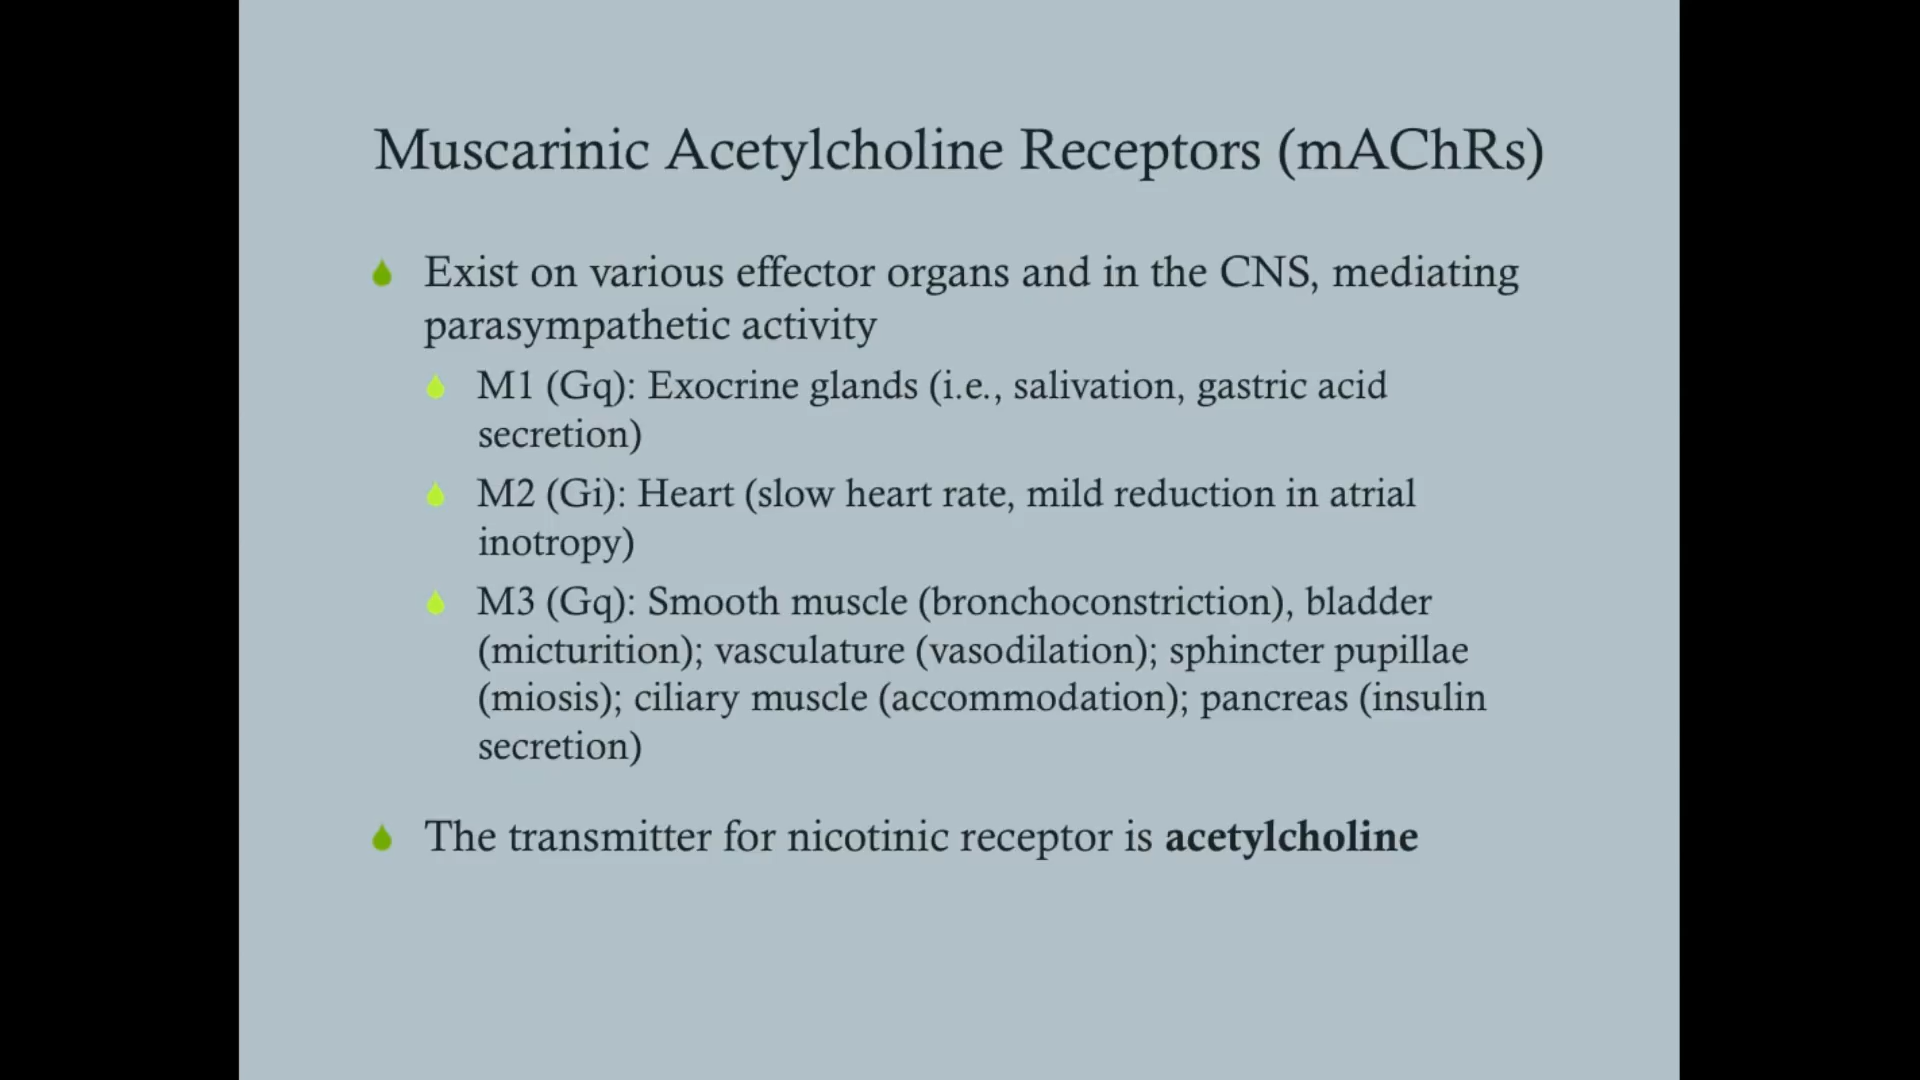 Muscarinic Acetylcholine Receptors (mAChRs)
Exist on various effector organs and in the CNS, mediating
parasympathetic activity
M1 (Gq): Exocrine glands (i.e., salivation, gastric acid
secretion)
M2 (Gi): Heart (slow heart rate, mild reduction in atrial
inotropy)
M3 (Gq): Smooth muscle (bronchoconstriction), bladder
(micturition); vasculature (vasodilation); sphincter pupillae
(miosis); ciliary muscle (accommodation); pancreas (insulin
secretion)
The transmitter for nicotinic receptor is acetylcholine